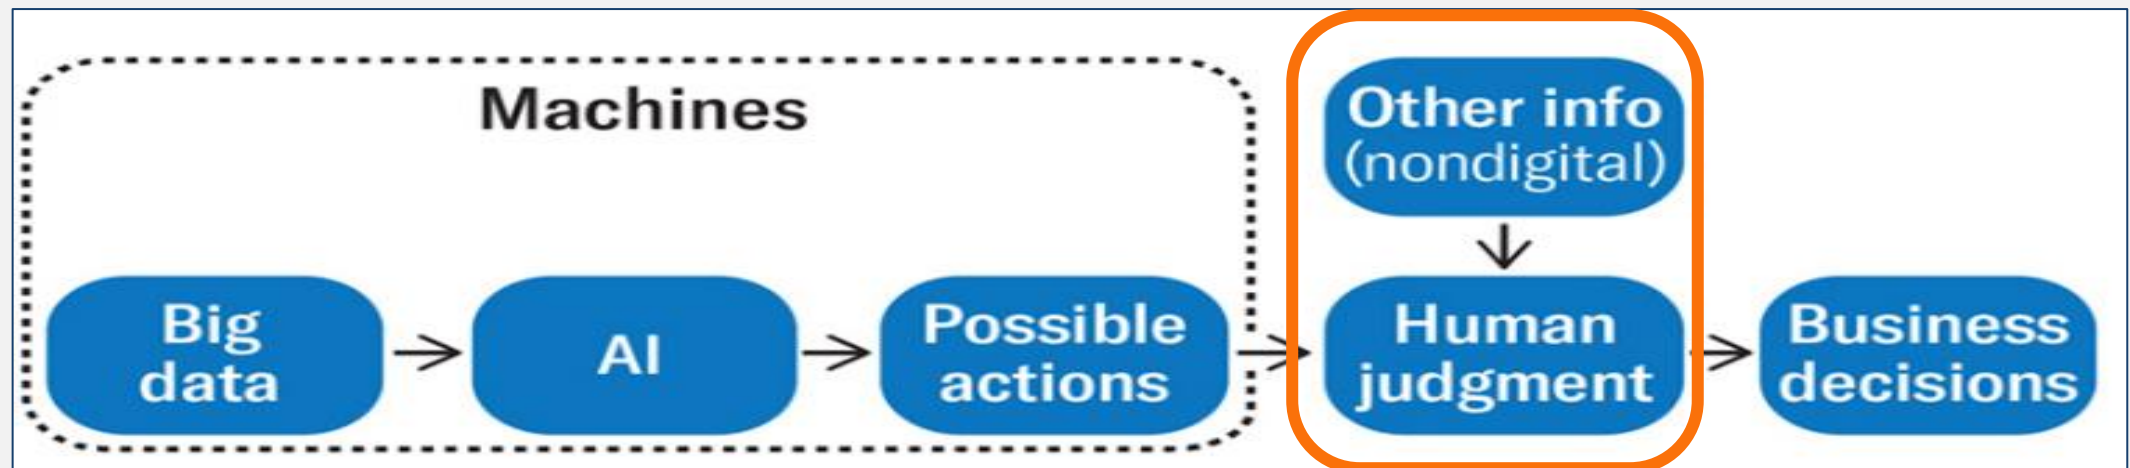 Machines
Other info
(nondigital)
Big
data
AI
Possible
actions
Human
judgment
Business
decisions